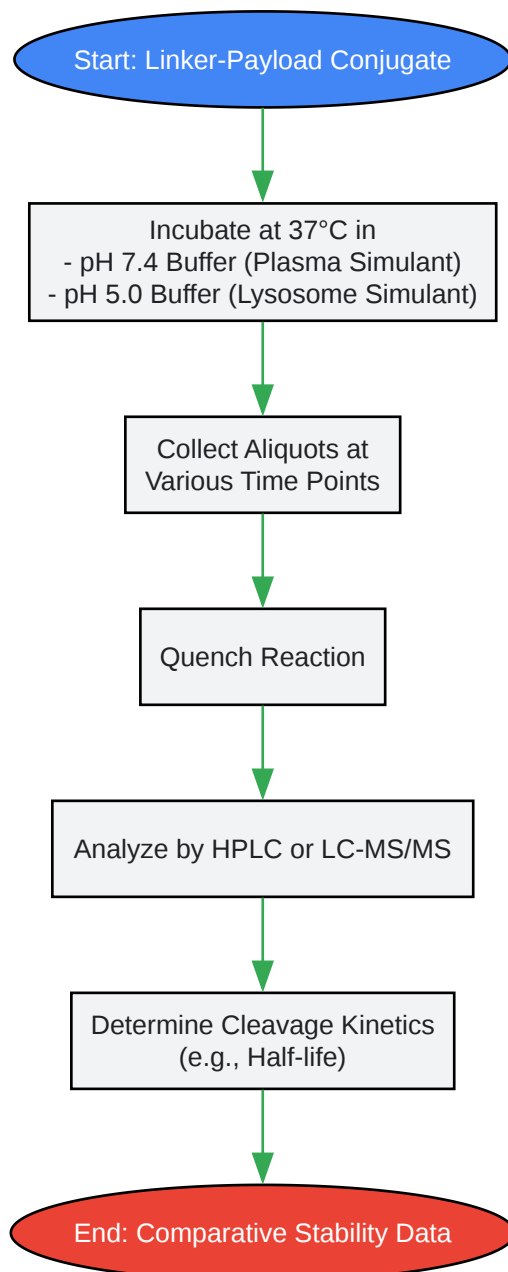 Start: Linker-Payload Conjugate
Incubate at 37°C in
- pH 7.4 Buffer (Plasma Simulant)
- pH 5.0 Buffer (Lysosome Simulant)
Collect Aliquots at
Various Time Points
Quench Reaction
Analyze by HPLC or LC-MS/MS
Determine Cleavage Kinetics
(e.g., Half-life)
End: Comparative Stability Data